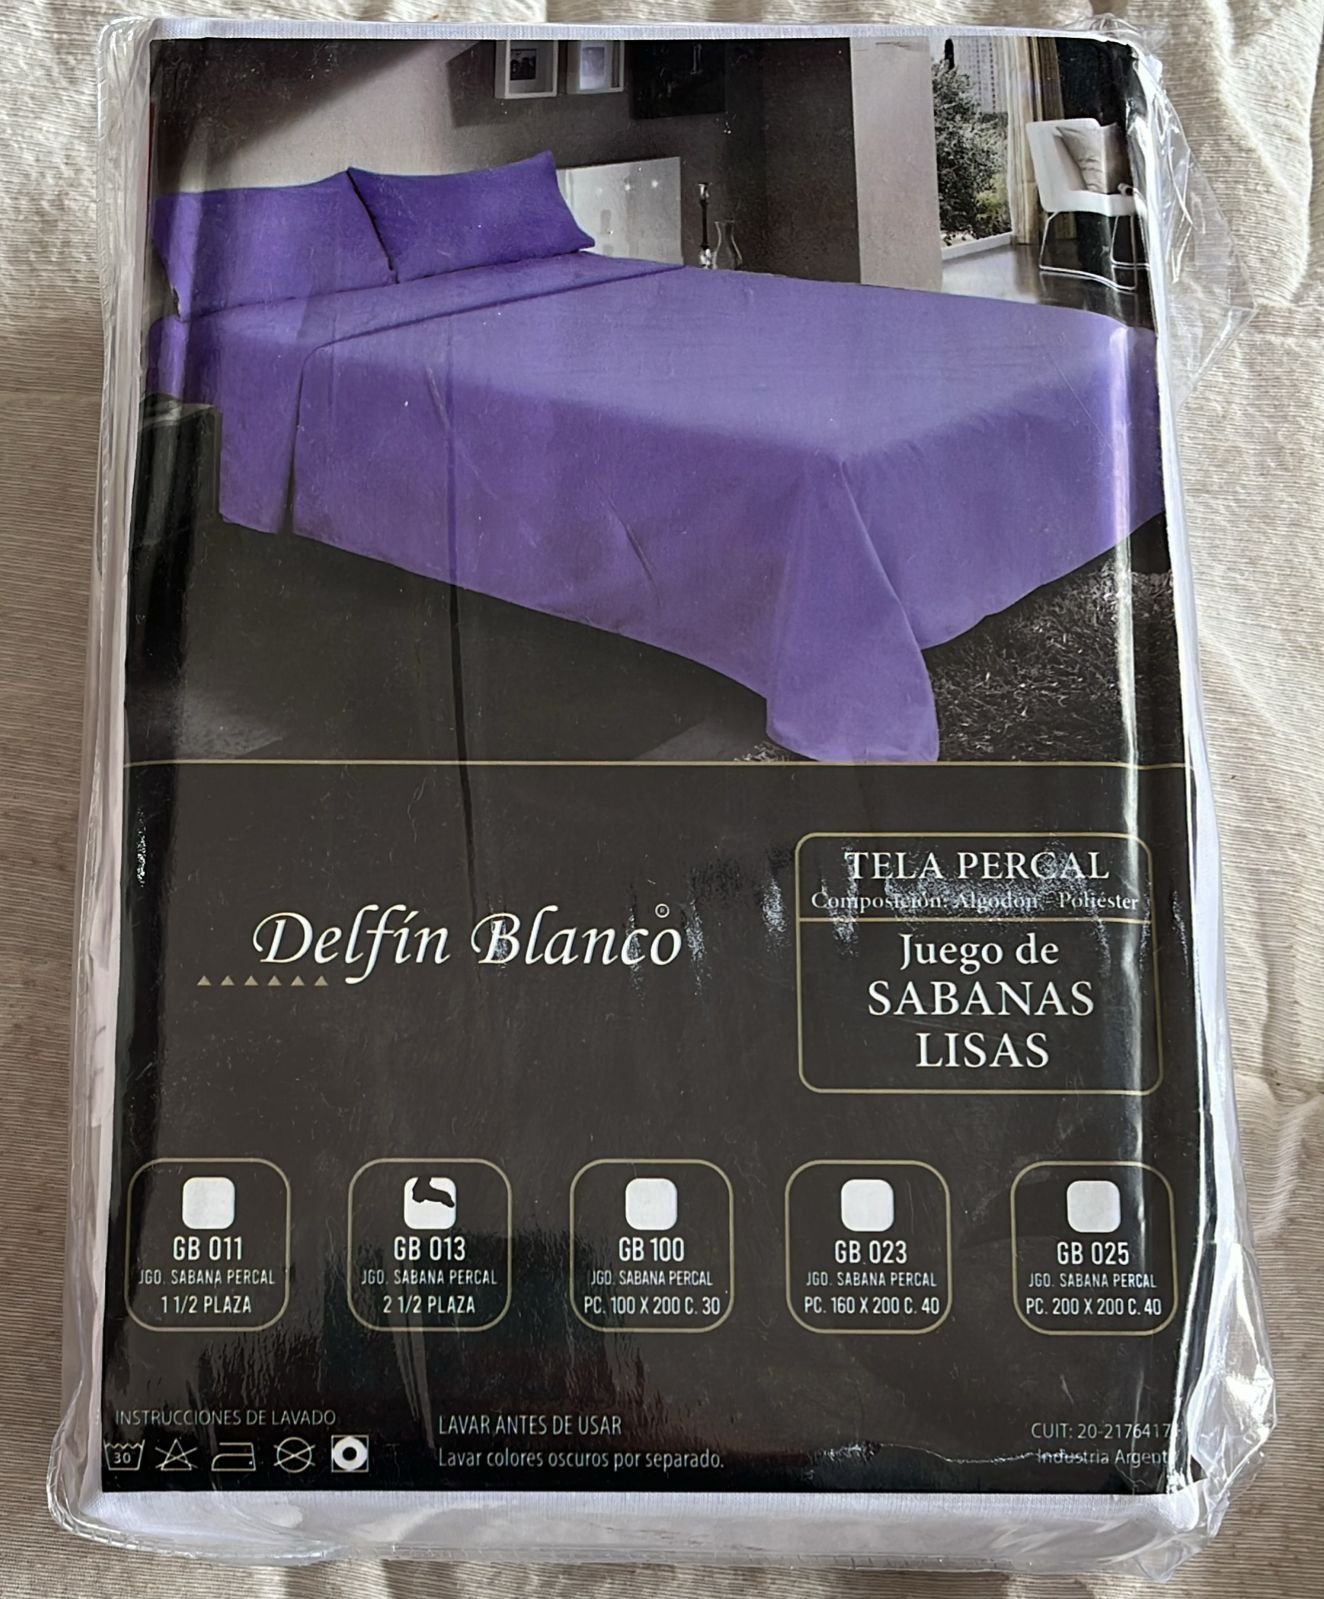 Delfín Blanco
®
TELA PERCAL
Composición: Algodón - Poliester
Juego de
SABANAS
LISAS
GB 011
JGO. SABANA PERCAL
1 1/2 PLAZA
GB 013
JGO. SABANA PERCAL
2 1/2 PLAZA
GB 100
JGO. SABANA PERCAL
PC. 100 X 200 C. 30
GB 023
JGO. SABANA PERCAL
PC. 160 X 200 C. 40
GB 025
JGO. SABANA PERCAL
PC. 200 X 200 C. 40
INSTRUCCIONES DE LAVADO
30
LAVAR ANTES DE USAR
Lavar colores oscuros por separado.
CUIT:
Industria